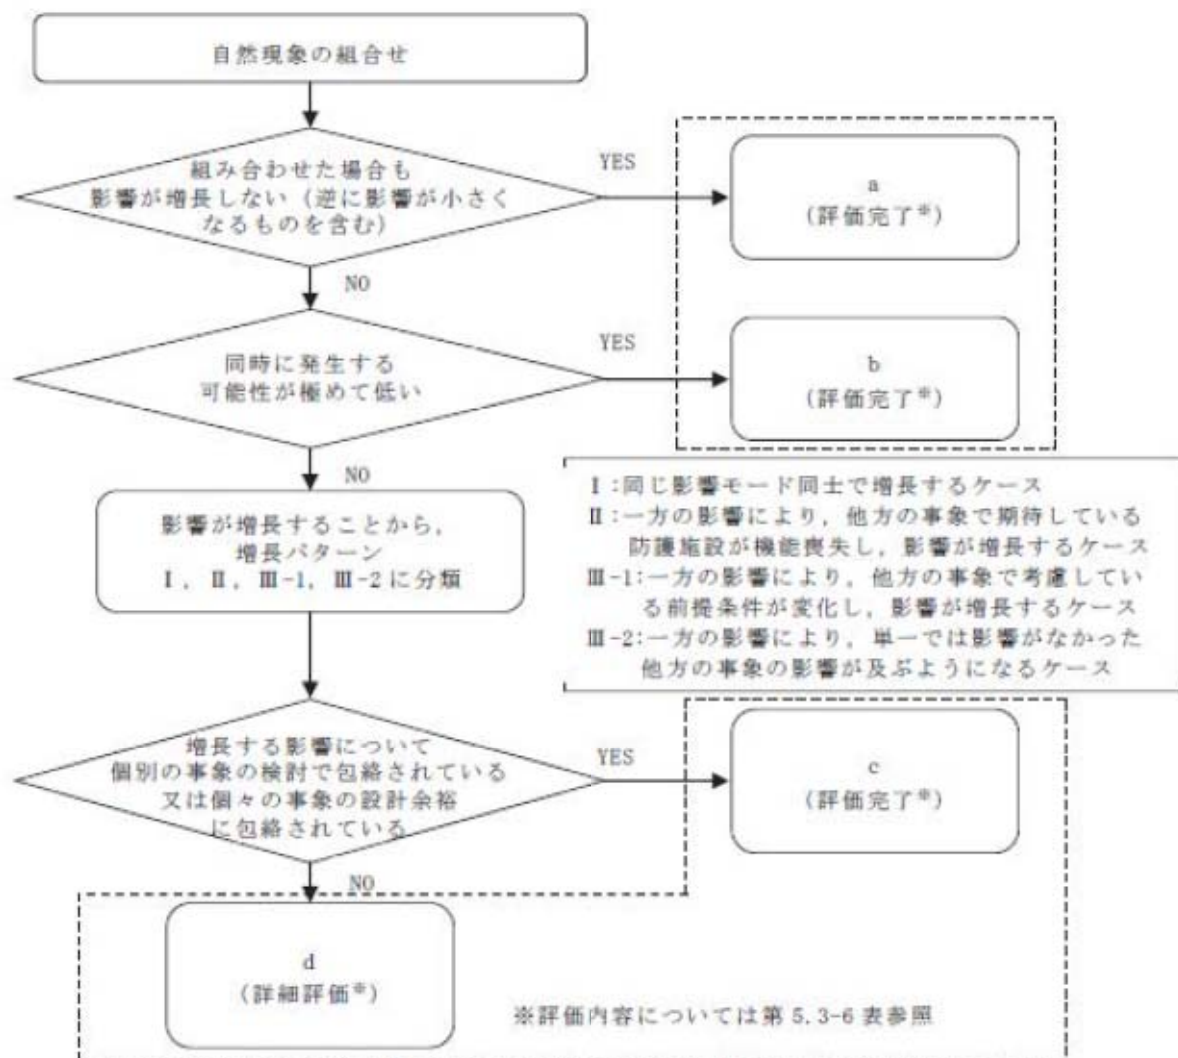 自然現象の組合せ
組み合わせた場合も
影響が増長しない（逆に影響が小さく
なるものを含む）
YES
a
（評価完了※）
NO
同時に発生する
可能性が極めて低い
YES
b
（評価完了※）
NO
影響が増長することから，
増長パターン
Ⅰ，Ⅱ，Ⅲ-1，Ⅲ-2に分類
Ⅰ：同じ影響モード同士で増長するケース
Ⅱ：一方の影響により，他方の事象で期待している
防護施設が機能喪失し，影響が増長するケース
Ⅲ-1：一方の影響により，他方の事象で考慮してい
る前提条件が変化し，影響が増長するケース
Ⅲ-2：一方の影響により，単一では影響がなかった
他方の事象の影響が及ぶようになるケース
増長する影響について
個別の事象の検討で包絡されている
又は個々の事象の設計余裕
に包絡されている
YES
c
（評価完了※）
NO
d
（詳細評価※）
※評価内容については第 5.3-6 表参照